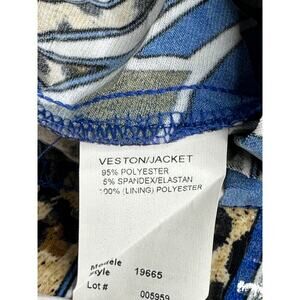 VESTON/JACKET
95% POLYESTER
5% SPANDEX/ELASTAN
100% (LINING) POLYESTER
Modele
Style 19665
Lot # 005959